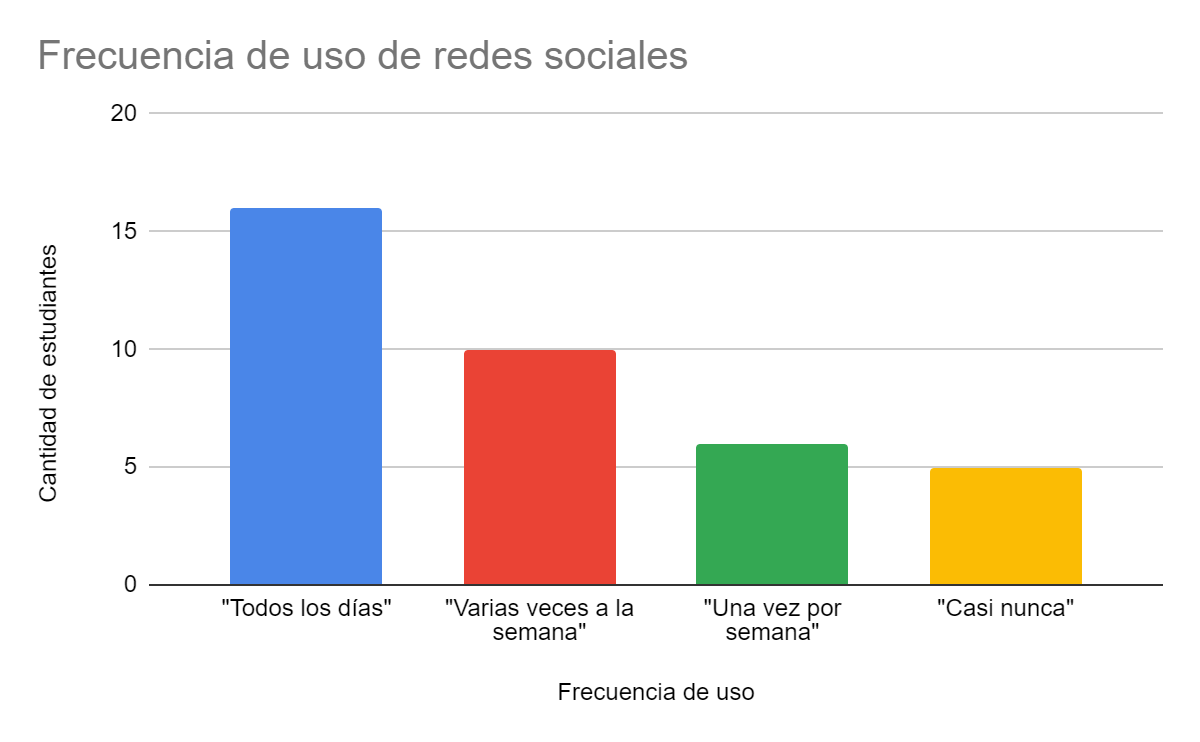 Frecuencia de uso de redes sociales
20
15
10
5
0
Cantidad de estudiantes
"Todos los días"
"Varias veces a la
semana"
"Una vez por
semana"
"Casi nunca"
Frecuencia de uso